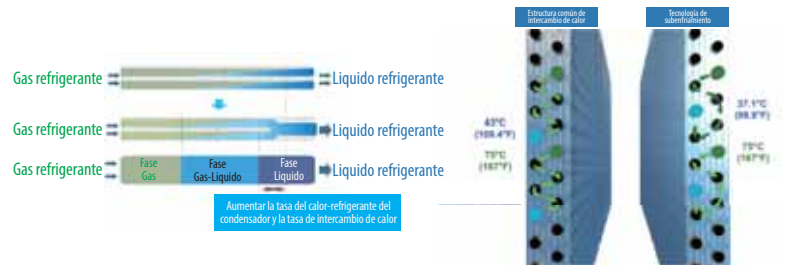 Estructura común de
intercambio de calor
Tecnología de
subenfriamiento
Gas refrigerante
Liquido refrigerante
Gas refrigerante
Liquido refrigerante
Gas refrigerante
Fase
Gas
Fase
Gas-Liquido
Fase
Liquido
Liquido refrigerante
Aumentar la tasa del calor-refrigerante del
condensador y la tasa de intercambio de calor
43°C
(109.4°F)
75°C
(167°F)
37.1°C
(98.8°F)
75°C
(167°F)